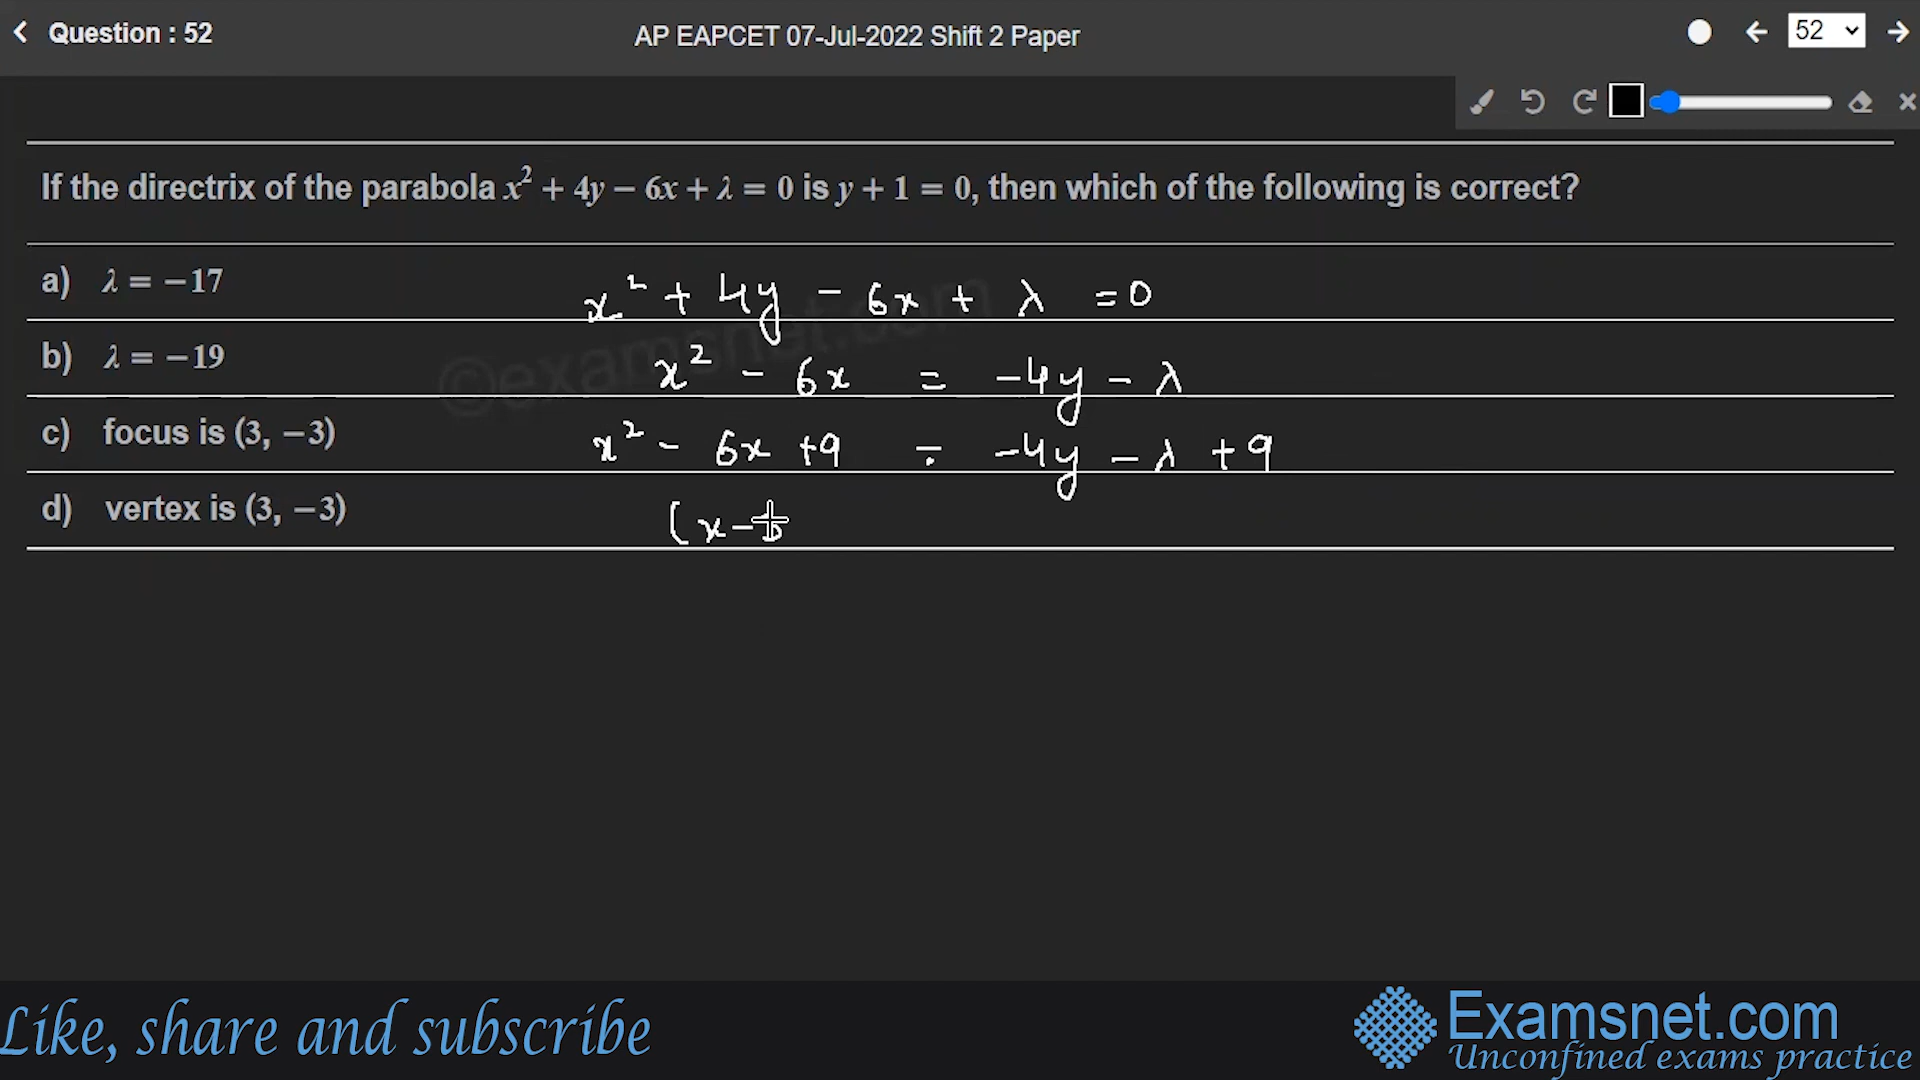 Question : 52
AP EAPCET 07-Jul-2022 Shift 2 Paper
52
If the directrix of the parabola x² + 4y − 6x + λ = 0 is y + 1 = 0, then which of the following is correct?
a) λ = −17
x² + 4y − 6x + λ = 0
b) λ = −19
x² − 6x = −4y − λ
c) focus is (3, −3)
x² − 6x +9 = −4y − λ + 9
d) vertex is (3, −3)
(x−3
©examsnet.com
Like, share and subscribe
Examsnet.com
Unconfined exams practice